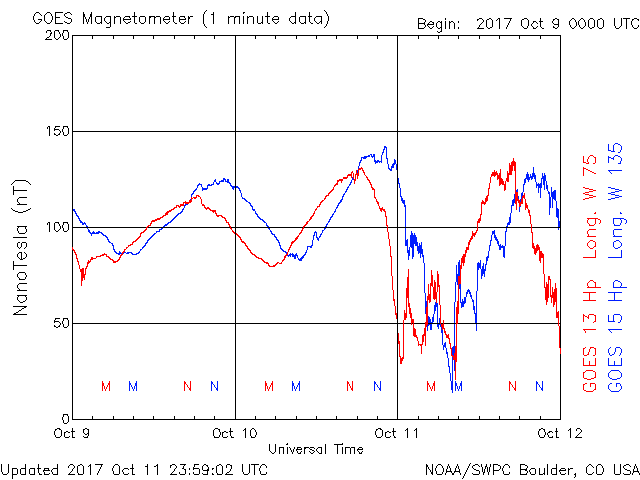 GOES Magnetometer (1 minute data)
Begin: 2017 Oct 9 0000 UTC
200
150
100
50
0
NanoTesla (nT)
M M N N M M N N M M N N
Oct 9 Oct 10 Oct 11 Oct 12
Universal Time
GOES 13 Hp Long. W 75
GOES 15 Hp Long. W 135
Updated 2017 Oct 11 23:59:02 UTC
NOAA/SWPC Boulder, CO USA